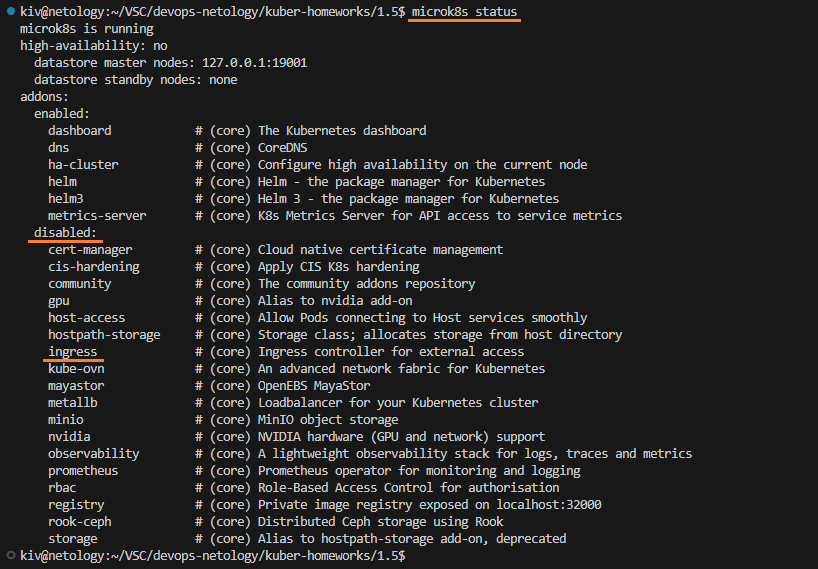 kiv@netology:~/VSC/devops-netology/kuber-homeworks/1.5$ microk8s status
microk8s is running
high-availability: no
  datastore master nodes: 127.0.0.1:19001
  datastore standby nodes: none
addons:
  enabled:
    dashboard            # (core) The Kubernetes dashboard
    dns                  # (core) CoreDNS
    ha-cluster           # (core) Configure high availability on the current node
    helm                 # (core) Helm - the package manager for Kubernetes
    helm3                # (core) Helm 3 - the package manager for Kubernetes
    metrics-server       # (core) K8s Metrics Server for API access to service metrics
  disabled:
    cert-manager         # (core) Cloud native certificate management
    cis-hardening        # (core) Apply CIS K8s hardening
    community            # (core) The community addons repository
    gpu                  # (core) Alias to nvidia add-on
    host-access          # (core) Allow Pods connecting to Host services smoothly
    hostpath-storage     # (core) Storage class; allocates storage from host directory
    ingress              # (core) Ingress controller for external access
    kube-ovn             # (core) An advanced network fabric for Kubernetes
    mayastor             # (core) OpenEBS MayaStor
    metallb              # (core) Loadbalancer for your Kubernetes cluster
    minio                # (core) MinIO object storage
    nvidia               # (core) NVIDIA hardware (GPU and network) support
    observability        # (core) A lightweight observability stack for logs, traces and metrics
    prometheus           # (core) Prometheus operator for monitoring and logging
    rbac                 # (core) Role-Based Access Control for authorisation
    registry             # (core) Private image registry exposed on localhost:32000
    rook-ceph            # (core) Distributed Ceph storage using Rook
    storage              # (core) Alias to hostpath-storage add-on, deprecated
kiv@netology:~/VSC/devops-netology/kuber-homeworks/1.5$